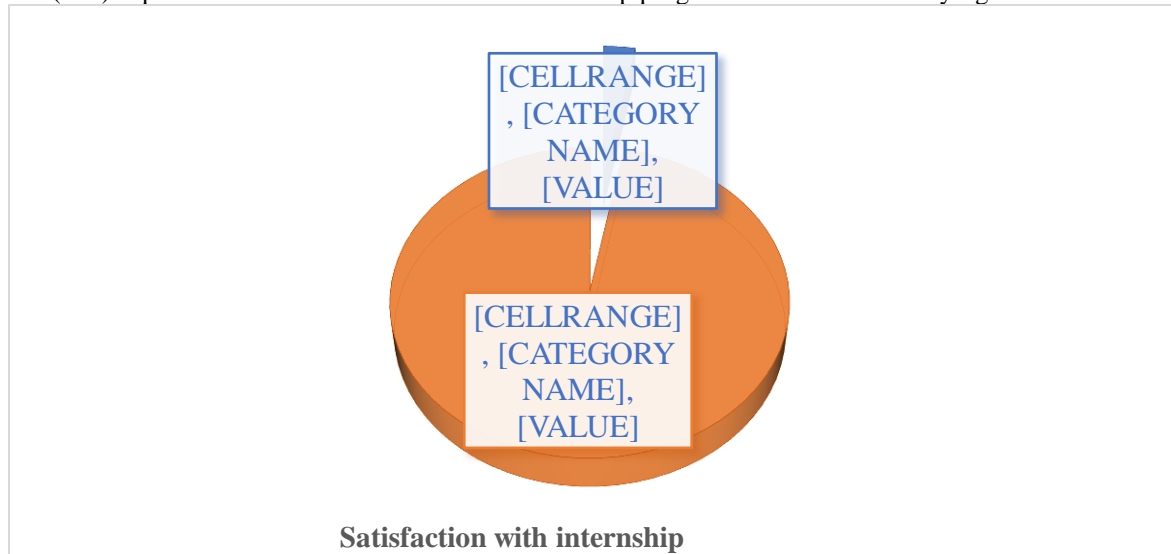 [CELLRANGE]
, [CATEGORY
NAME],
[VALUE]
[CELLRANGE]
, [CATEGORY
NAME],
[VALUE]
Satisfaction with internship